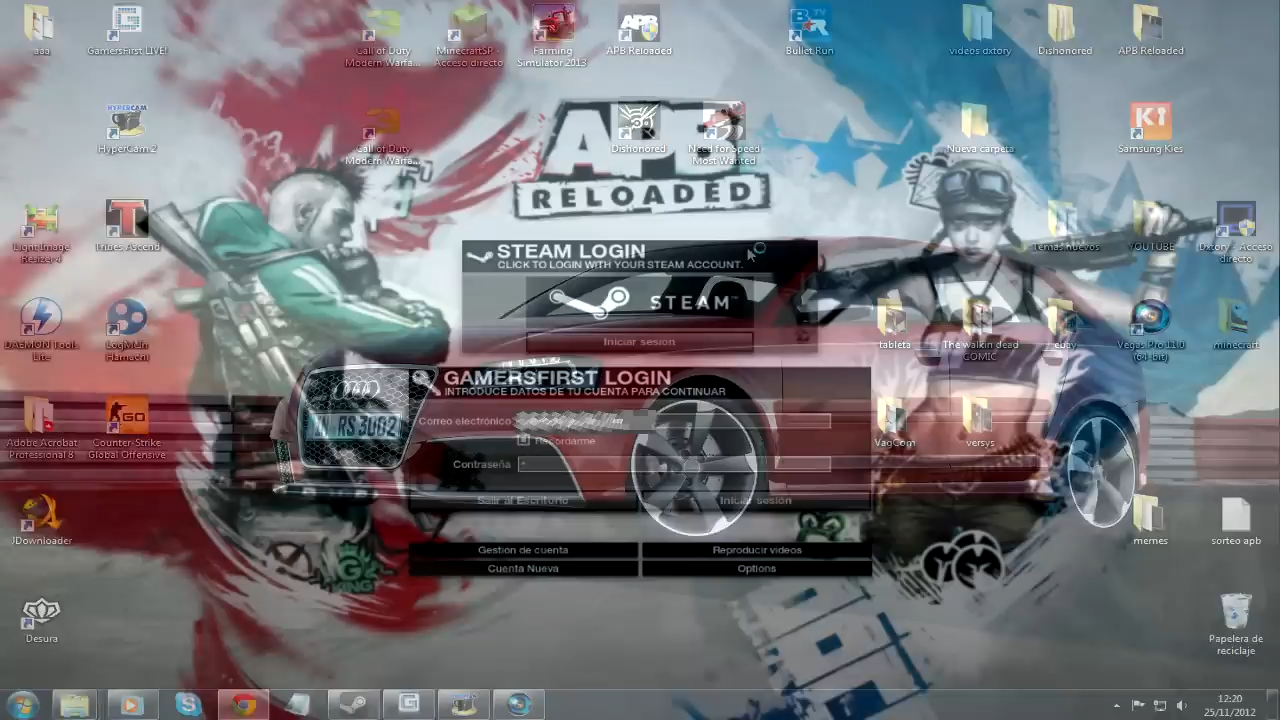 aaa
GamersFirst LIVE!
Call of Duty
Modern Warfa...
MinecraftSP -
Acceso directo
Farming
Simulator 2013
APB Reloaded
Bullet Run
videos dxtory
Dishonored
APB Reloaded
HyperCam 2
Call of Duty
Modern Warfa...
Dishonored
Need for Speed
Most Wanted
Nueva carpeta
Samsung Kies
APB
RELOADED
Light Image
Resizer 4
Tribes Ascend
Temas nuevos
YOUTUBE
Dxtory - Acceso
directo
STEAM LOGIN
CLICK TO LOGIN WITH YOUR STEAM ACCOUNT.
STEAM™
Iniciar sesion
DAEMON Tools
Lite
LogMeIn
Hamachi
tableta
The walkin dead
COMIC
ebay
Vegas Pro 11.0
(64-bit)
minecraft
GAMERSFIRST LOGIN
INTRODUCE DATOS DE TU CUENTA PARA CONTINUAR
Correo electrónico
Recordarme
Contraseña
Salir al Escritorio
Iniciar sesión
IN RS 3002
Adobe Acrobat
Professional 8
GO
Counter-Strike
Global Offensive
VagCom
versys
JDownloader
memes
sorteo apb
Gestion de cuenta
Reproducir videos
Cuenta Nueva
Options
Desura
Papelera de
reciclaje
12:20
25/11/2012